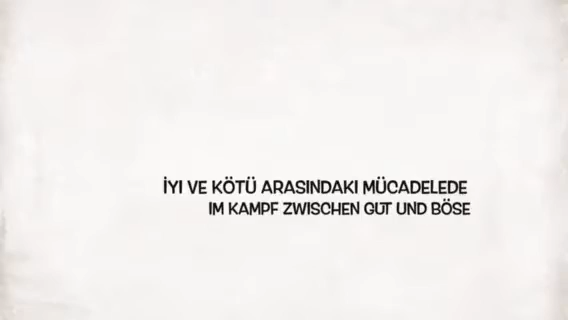 İYI VE KÖTÜ ARASINDAKI MÜCADELEDE
IM KAMPF ZWISCHEN GUT UND BÖSE